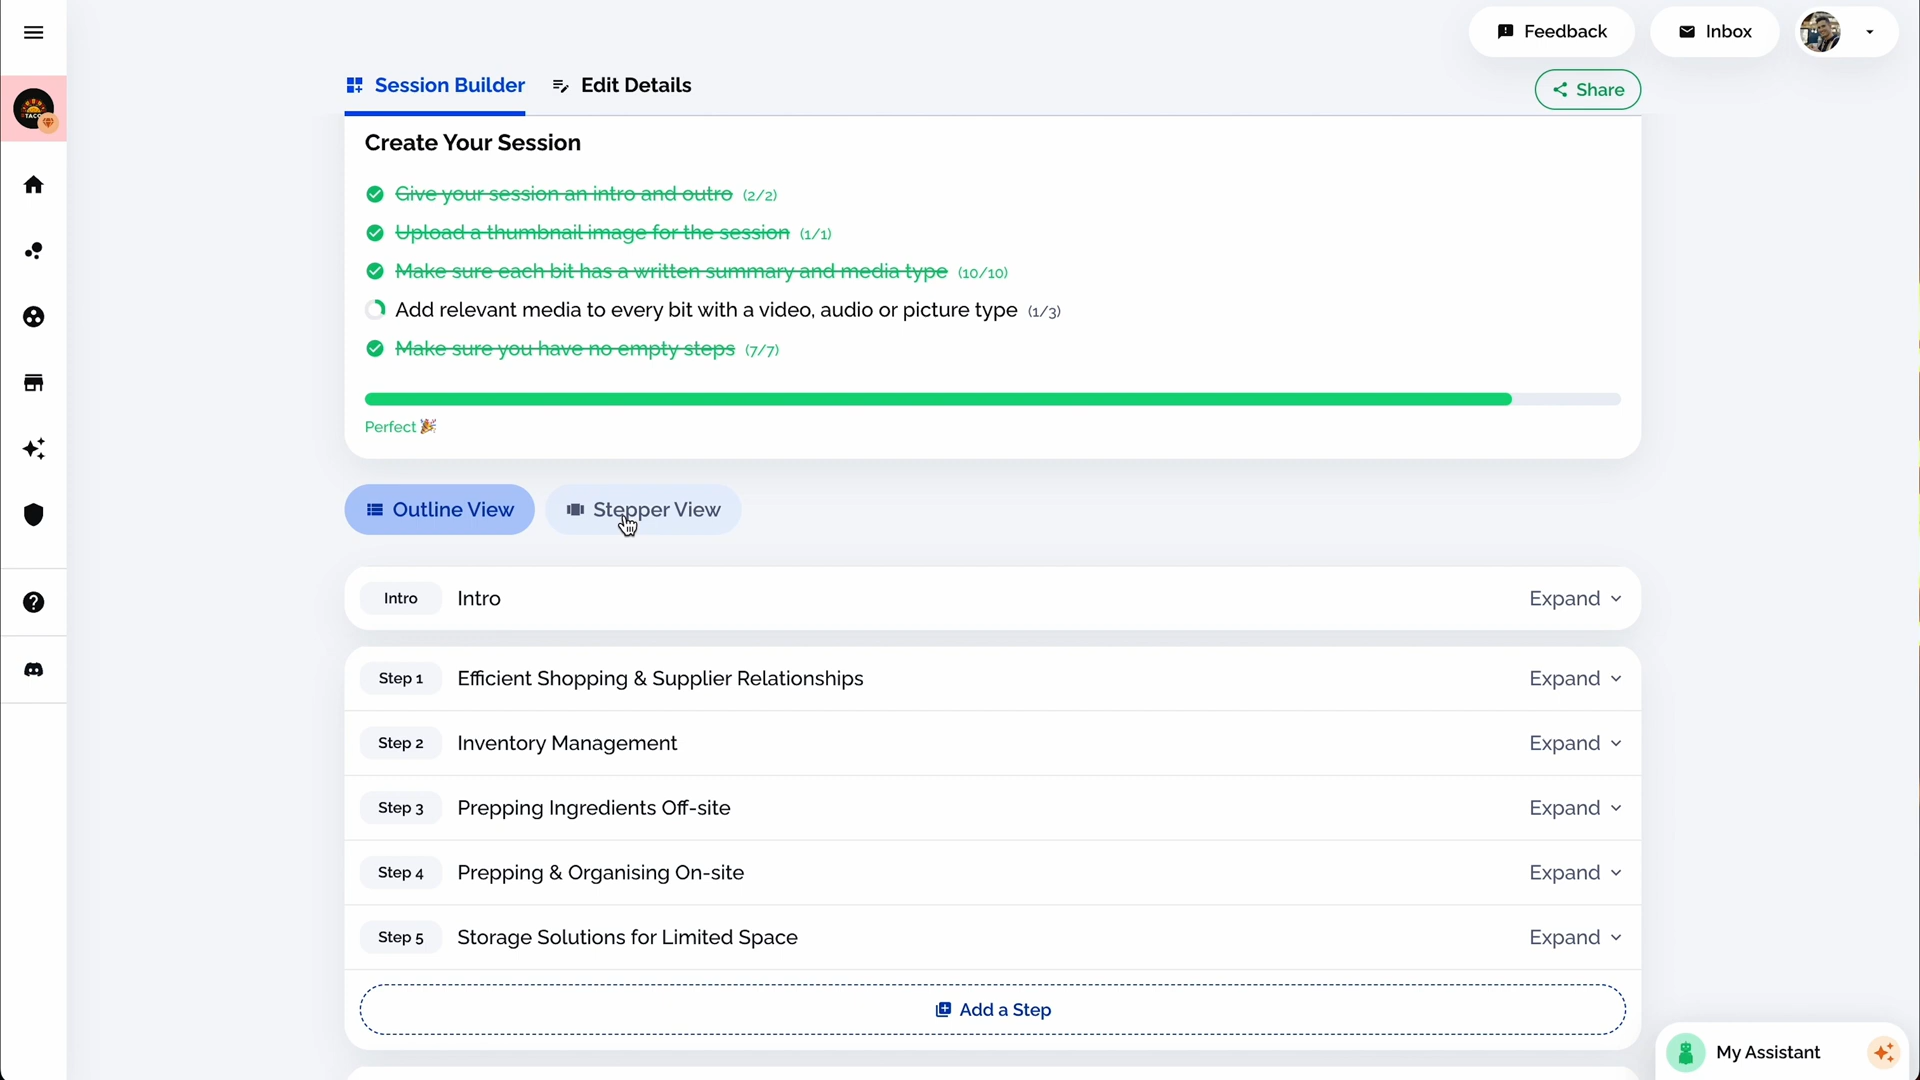 Feedback
Inbox
Session Builder
Edit Details
Share
Create Your Session
Give your session an intro and outro (2/2)
Upload a thumbnail image for the session (1/1)
Make sure each bit has a written summary and media type (10/10)
Add relevant media to every bit with a video, audio or picture type (1/3)
Make sure you have no empty steps (7/7)
Perfect 🎉
Outline View
Stepper View
Intro Intro Expand
Step 1 Efficient Shopping & Supplier Relationships Expand
Step 2 Inventory Management Expand
Step 3 Prepping Ingredients Off-site Expand
Step 4 Prepping & Organising On-site Expand
Step 5 Storage Solutions for Limited Space Expand
Add a Step
My Assistant